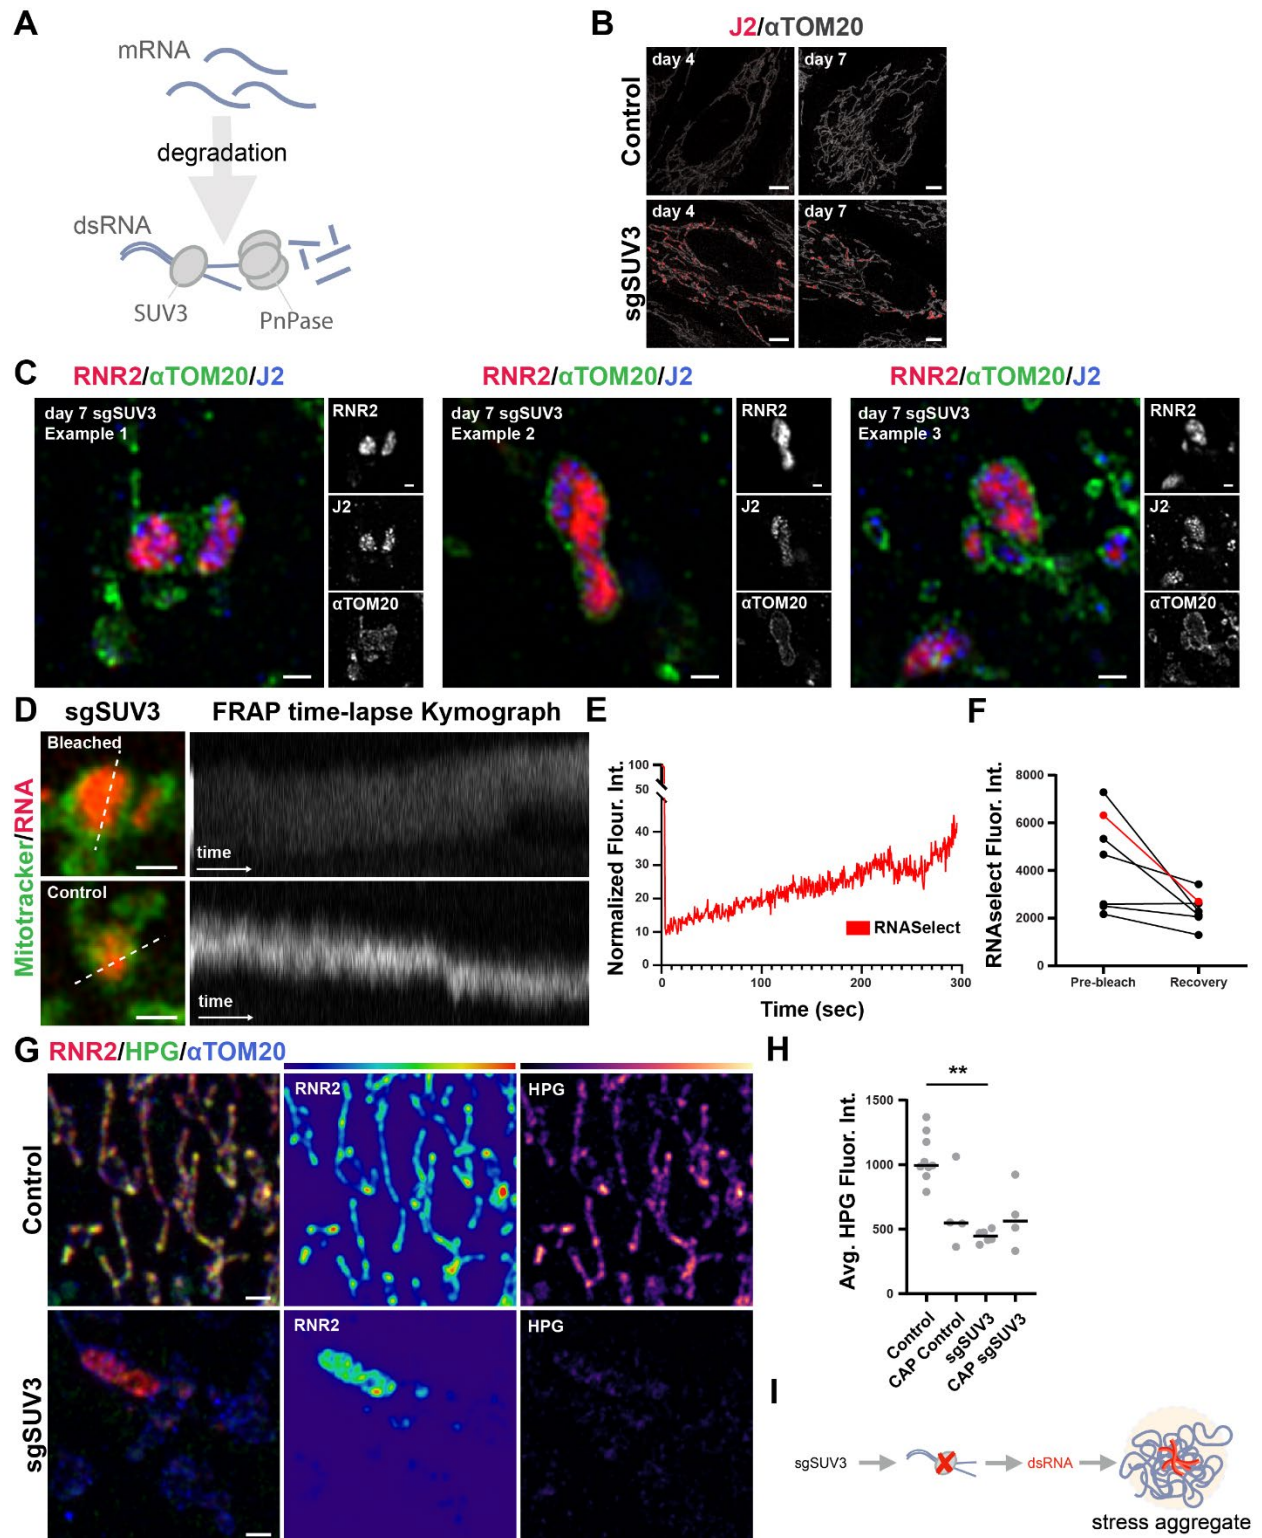 A
mRNA
degradation
dsRNA
SUV3
PnPase
B
J2/αTOM20
Control
day 4
day 7
sgSUV3
day 4
day 7
C
RNR2/αTOM20/J2
day 7 sgSUV3
Example 1
RNR2
J2
αTOM20
RNR2/αTOM20/J2
day 7 sgSUV3
Example 2
RNR2
J2
αTOM20
RNR2/αTOM20/J2
day 7 sgSUV3
Example 3
RNR2
J2
αTOM20
D
sgSUV3
FRAP time-lapse Kymograph
Mitotracker/RNA
Bleached
time
Control
time
E
Normalized Flour. Int.
100
50
40
30
20
10
0
0
100
200
300
RNASelect
Time (sec)
F
RNAselect Fluor. Int.
8000
6000
4000
2000
0
Pre-bleach
Recovery
G
RNR2/HPG/αTOM20
Control
RNR2
HPG
sgSUV3
RNR2
HPG
H
**
Avg. HPG Fluor. Int.
1500
1000
500
0
Control
CAP Control
sgSUV3
CAP sgSUV3
I
sgSUV3
dsRNA
stress aggregate